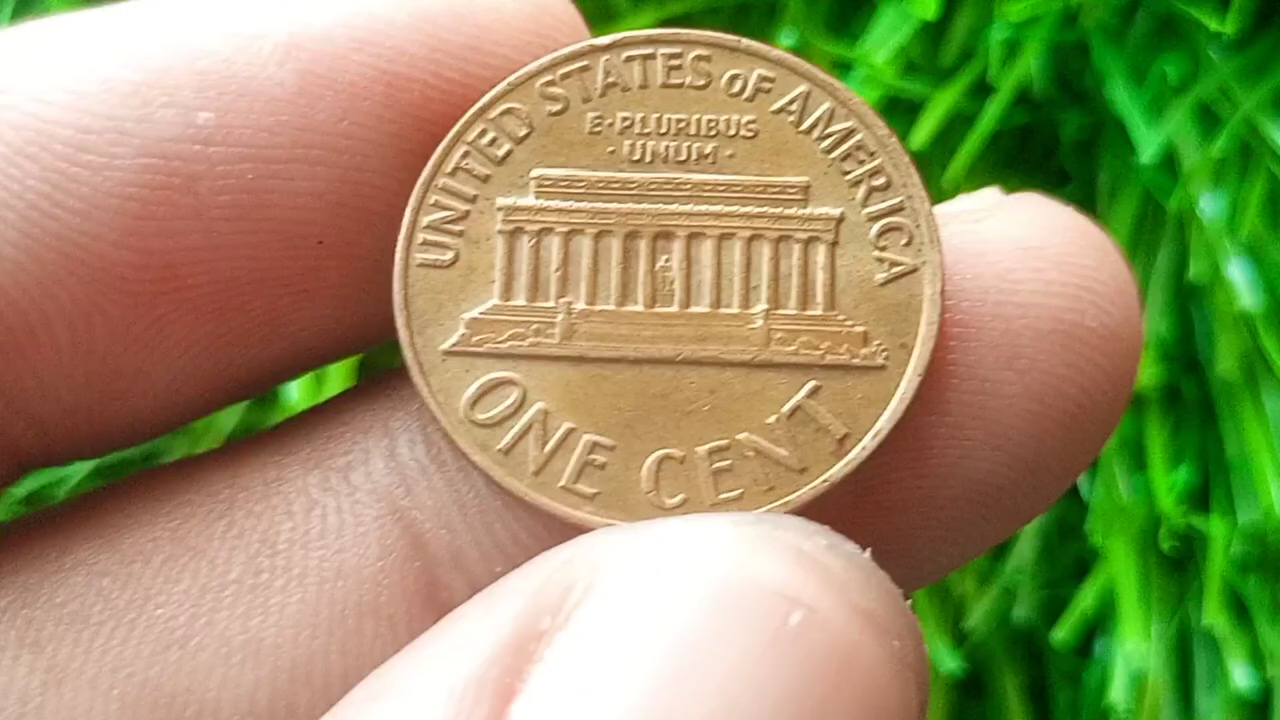 UNITED STATES OF AMERICA
E·PLURIBUS
·UNUM·
ONE CENT